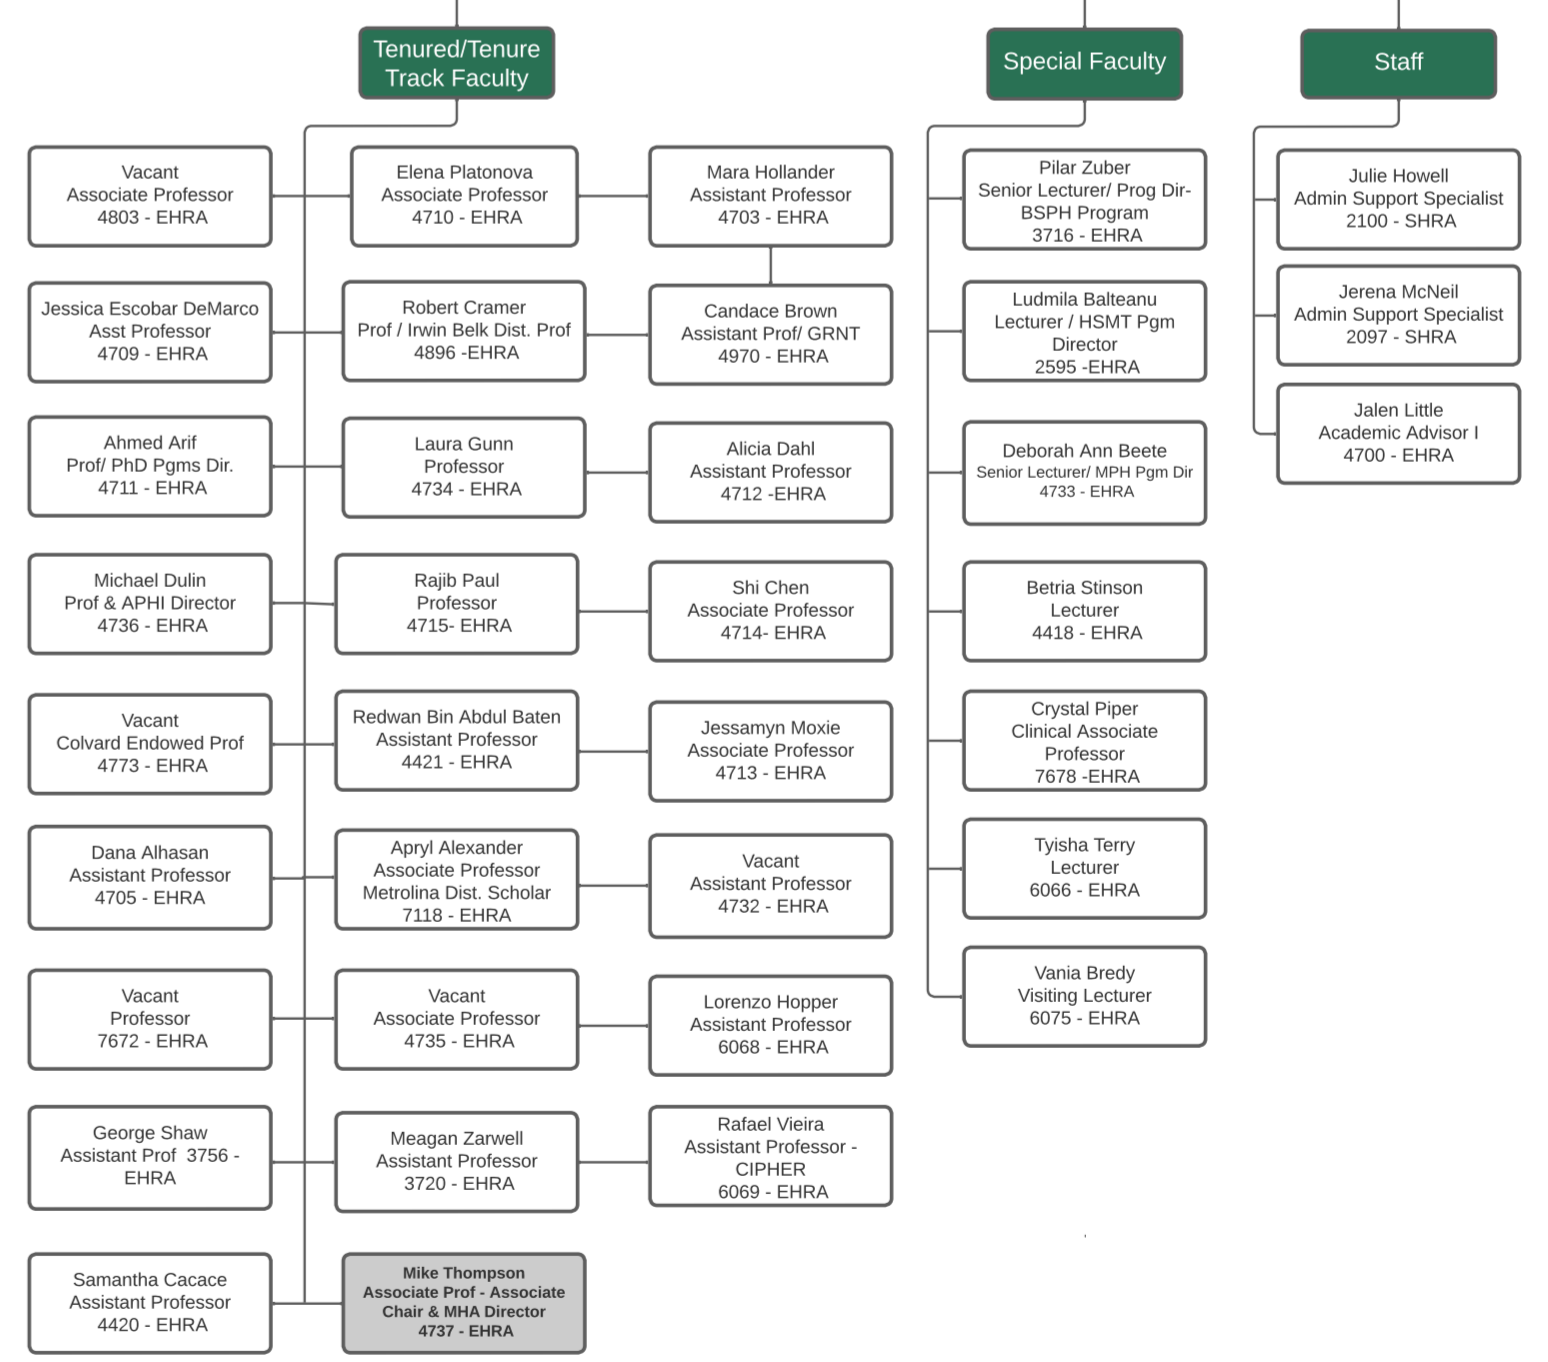 Tenured/Tenure
Track Faculty
Vacant
Associate Professor
4803 - EHRA
Elena Platonova
Associate Professor
4710 - EHRA
Mara Hollander
Assistant Professor
4703 - EHRA
Jessica Escobar DeMarco
Asst Professor
4709 - EHRA
Robert Cramer
Prof / Irwin Belk Dist. Prof
4896 -EHRA
Candace Brown
Assistant Prof/ GRNT
4970 - EHRA
Ahmed Arif
Prof/ PhD Pgms Dir.
4711 - EHRA
Laura Gunn
Professor
4734 - EHRA
Alicia Dahl
Assistant Professor
4712 -EHRA
Michael Dulin
Prof & APHI Director
4736 - EHRA
Rajib Paul
Professor
4715- EHRA
Shi Chen
Associate Professor
4714- EHRA
Vacant
Colvard Endowed Prof
4773 - EHRA
Redwan Bin Abdul Baten
Assistant Professor
4421 - EHRA
Jessamyn Moxie
Associate Professor
4713 - EHRA
Dana Alhasan
Assistant Professor
4705 - EHRA
Apryl Alexander
Associate Professor
Metrolina Dist. Scholar
7118 - EHRA
Vacant
Assistant Professor
4732 - EHRA
Vacant
Professor
7672 - EHRA
Vacant
Associate Professor
4735 - EHRA
Lorenzo Hopper
Assistant Professor
6068 - EHRA
George Shaw
Assistant Prof  3756 -
EHRA
Meagan Zarwell
Assistant Professor
3720 - EHRA
Rafael Vieira
Assistant Professor -
CIPHER
6069 - EHRA
Samantha Cacace
Assistant Professor
4420 - EHRA
Mike Thompson
Associate Prof - Associate
Chair & MHA Director
4737 - EHRA
Special Faculty
Pilar Zuber
Senior Lecturer/ Prog Dir-
BSPH Program
3716 - EHRA
Ludmila Balteanu
Lecturer / HSMT Pgm
Director
2595 -EHRA
Deborah Ann Beete
Senior Lecturer/ MPH Pgm Dir
4733 - EHRA
Betria Stinson
Lecturer
4418 - EHRA
Crystal Piper
Clinical Associate
Professor
7678 -EHRA
Tyisha Terry
Lecturer
6066 - EHRA
Vania Bredy
Visiting Lecturer
6075 - EHRA
Staff
Julie Howell
Admin Support Specialist
2100 - SHRA
Jerena McNeil
Admin Support Specialist
2097 - SHRA
Jalen Little
Academic Advisor I
4700 - EHRA